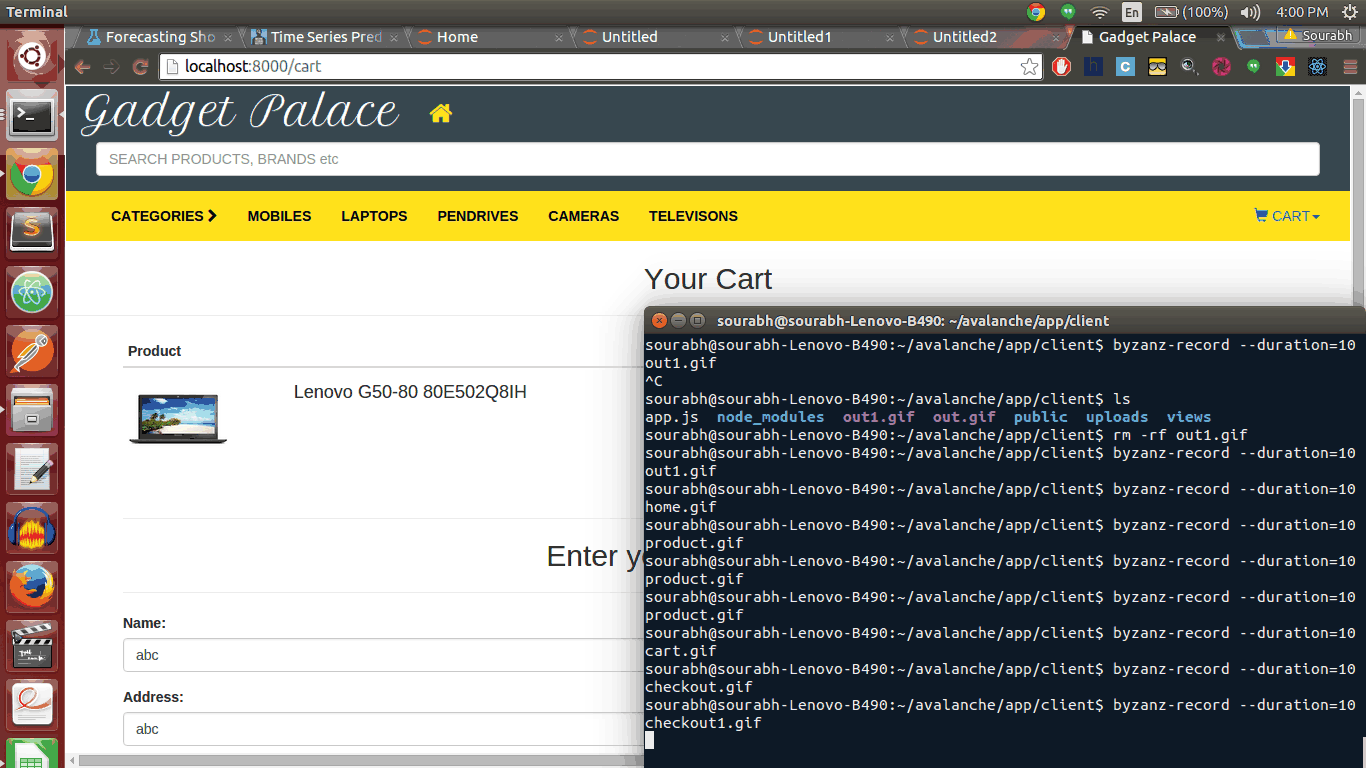 Terminal
En
(100%)
4:00 PM
Forecasting Sho
Time Series Pred
Home
Untitled
Untitled1
Untitled2
Gadget Palace
Sourabh
localhost:8000/cart
Gadget Palace
SEARCH PRODUCTS, BRANDS etc
CATEGORIES MOBILES LAPTOPS PENDRIVES CAMERAS TELEVISONS CART
Your Cart
Product
Lenovo G50-80 80E502Q8IH
Enter y
Name:
abc
Address:
abc
sourabh@sourabh-Lenovo-B490: ~/avalanche/app/client
sourabh@sourabh-Lenovo-B490:~/avalanche/app/client$ byzanz-record --duration=10
out1.gif
^C
sourabh@sourabh-Lenovo-B490:~/avalanche/app/client$ ls
app.js node_modules out1.gif out.gif public uploads views
sourabh@sourabh-Lenovo-B490:~/avalanche/app/client$ rm -rf out1.gif
sourabh@sourabh-Lenovo-B490:~/avalanche/app/client$ byzanz-record --duration=10
out1.gif
sourabh@sourabh-Lenovo-B490:~/avalanche/app/client$ byzanz-record --duration=10
home.gif
sourabh@sourabh-Lenovo-B490:~/avalanche/app/client$ byzanz-record --duration=10
product.gif
sourabh@sourabh-Lenovo-B490:~/avalanche/app/client$ byzanz-record --duration=10
product.gif
sourabh@sourabh-Lenovo-B490:~/avalanche/app/client$ byzanz-record --duration=10
product.gif
sourabh@sourabh-Lenovo-B490:~/avalanche/app/client$ byzanz-record --duration=10
cart.gif
sourabh@sourabh-Lenovo-B490:~/avalanche/app/client$ byzanz-record --duration=10
checkout.gif
sourabh@sourabh-Lenovo-B490:~/avalanche/app/client$ byzanz-record --duration=10
checkout1.gif